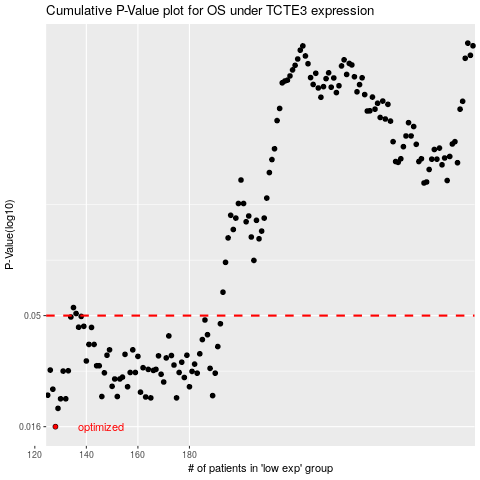 Cumulative P-Value plot for OS under TCTE3 expression
P-Value(log10)
0.05
0.016
optimized
120 140 160 180
# of patients in 'low exp' group